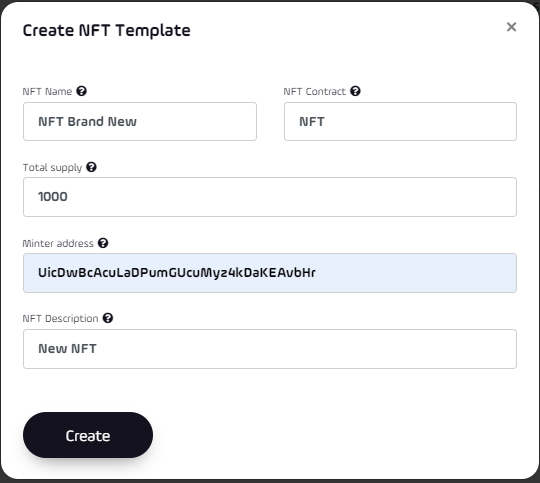 Create NFT Template
NFT Name
NFT Contract
NFT Brand New
NFT
Total supply
1000
Minter address
UicDwBcAcuLaDPumGUcuMyz4kDaKEAvbHr
NFT Description
New NFT
Create